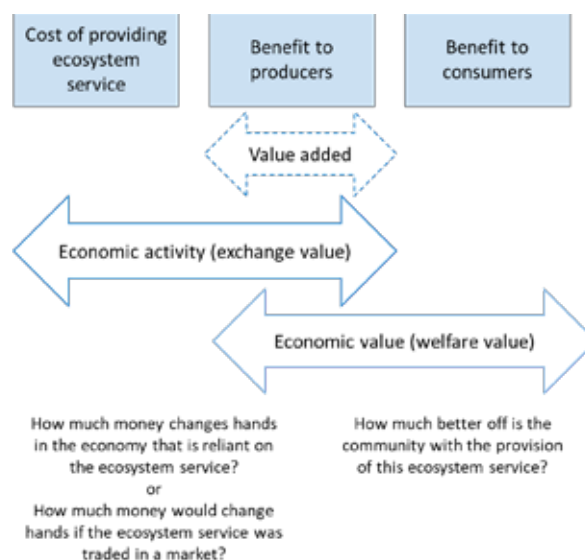 Cost of providing
ecosystem
service
Benefit to
producers
Benefit to
consumers
Value added
Economic activity (exchange value)
Economic value (welfare value)
How much money changes hands
in the economy that is reliant on
the ecosystem service?
or
How much money would change
hands if the ecosystem service was
traded in a market?
How much better off is the
community with the provision
of this ecosystem service?